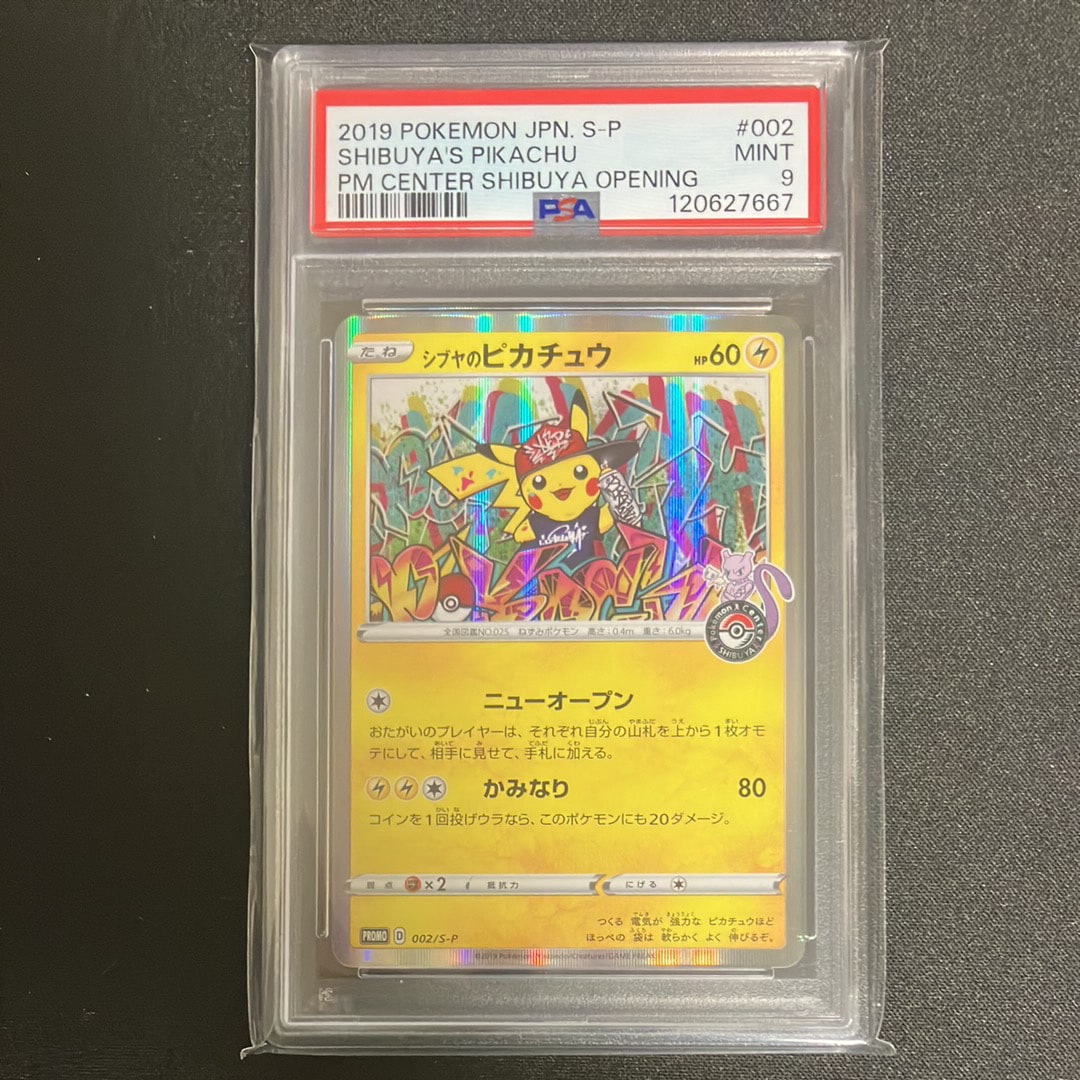 2019 POKEMON JPN. S-P #002
SHIBUYA'S PIKACHU MINT
PM CENTER SHIBUYA OPENING 9
PSA 120627667
たね シブヤのピカチュウ HP60
Pokémon Center
SHIBUYA
全国図鑑NO.025 ねずみポケモン 高さ:0.4m 重さ:6.0kg
ニューオープン
おたがいのプレイヤーは、それぞれ自分の山札を上から1枚オモ
テにして、相手に見せて、手札に加える。
かみなり 80
コインを1回投げウラなら、このポケモンにも20ダメージ。
弱点 ×2 抵抗力 にげる
つくる 電気が 強力な ピカチュウほど
ほっぺの 袋は 軟らかく よく 伸びるぞ。
PROMO D 002/S-P
©2019 Pokémon/Nintendo/Creatures/GAME FREAK